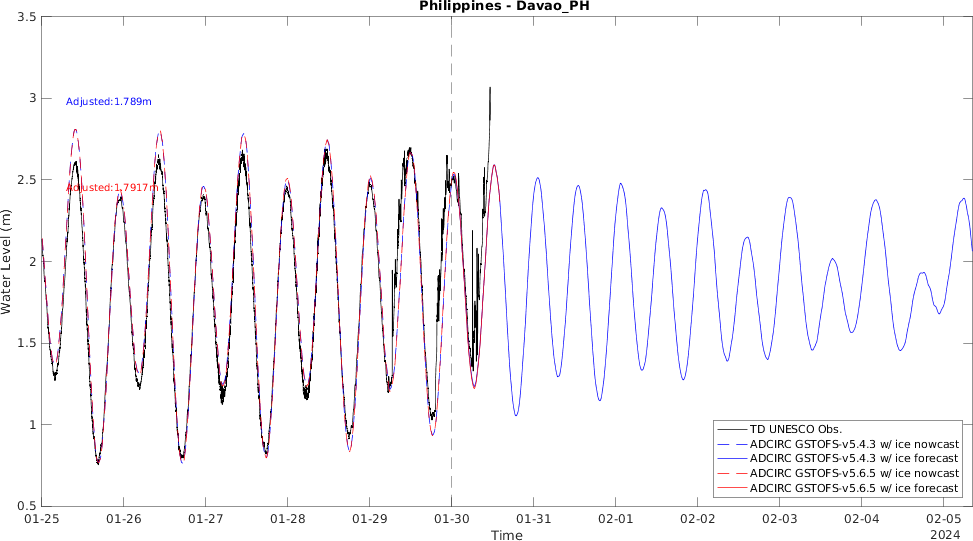 Philippines - Davao_PH
3.5
3
2.5
2
1.5
1
0.5
Water Level (m)
Adjusted:1.789m
Adjusted:1.7917m
TD UNESCO Obs.
ADCIRC GSTOFS-v5.4.3 w/ ice nowcast
ADCIRC GSTOFS-v5.4.3 w/ ice forecast
ADCIRC GSTOFS-v5.6.5 w/ ice nowcast
ADCIRC GSTOFS-v5.6.5 w/ ice forecast
01-25 01-26 01-27 01-28 01-29 01-30 01-31 02-01 02-02 02-03 02-04 02-05
Time
2024